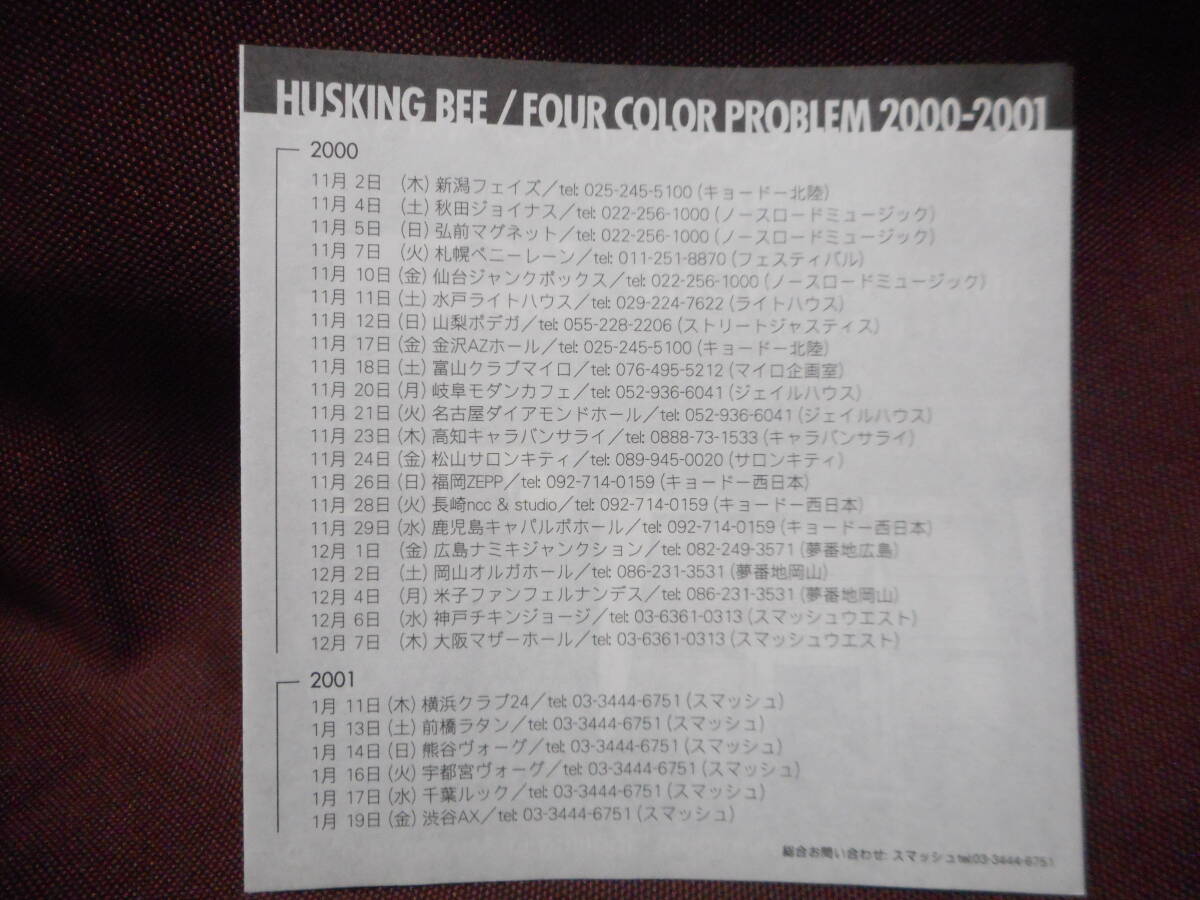 HUSKING BEE / FOUR COLOR PROBLEM 2000-2001
2000
11月 2日 (木) 新潟フェイズ／tel: 025-245-5100 (キョードー北陸)
11月 4日 (土) 秋田ジョイナス／tel: 022-256-1000 (ノースロードミュージック)
11月 5日 (日) 弘前マグネット／tel: 022-256-1000 (ノースロードミュージック)
11月 7日 (火) 札幌ペニーレーン／tel: 011-251-8870 (フェスティバル)
11月 10日 (金) 仙台ジャンクボックス／tel: 022-256-1000 (ノースロードミュージック)
11月 11日 (土) 水戸ライトハウス／tel: 029-224-7622 (ライトハウス)
11月 12日 (日) 山梨ボデガ／tel: 055-228-2206 (ストリートジャスティス)
11月 17日 (金) 金沢AZホール／tel: 025-245-5100 (キョードー北陸)
11月 18日 (土) 富山クラブマイロ／tel: 076-495-5212 (マイロ企画室)
11月 20日 (月) 岐阜モダンカフェ／tel: 052-936-6041 (ジェイルハウス)
11月 21日 (火) 名古屋ダイアモンドホール／tel: 052-936-6041 (ジェイルハウス)
11月 23日 (木) 高知キャラバンサライ／tel: 0888-73-1533 (キャラバンサライ)
11月 24日 (金) 松山サロンキティ／tel: 089-945-0020 (サロンキティ)
11月 26日 (日) 福岡ZEPP／tel: 092-714-0159 (キョードー西日本)
11月 28日 (火) 長崎ncc & studio／tel: 092-714-0159 (キョードー西日本)
11月 29日 (水) 鹿児島キャパルボホール／tel: 092-714-0159 (キョードー西日本)
12月 1日 (金) 広島ナミキジャンクション／tel: 082-249-3571 (夢番地広島)
12月 2日 (土) 岡山オルガホール／tel: 086-231-3531 (夢番地岡山)
12月 4日 (月) 米子ファンフェルナンデス／tel: 086-231-3531 (夢番地岡山)
12月 6日 (水) 神戸チキンジョージ／tel: 03-6361-0313 (スマッシュウエスト)
12月 7日 (木) 大阪マザーホール／tel: 03-6361-0313 (スマッシュウエスト)
2001
1月 11日 (木) 横浜クラブ24／tel: 03-3444-6751 (スマッシュ)
1月 13日 (土) 前橋ラタン／tel: 03-3444-6751 (スマッシュ)
1月 14日 (日) 熊谷ヴォーグ／tel: 03-3444-6751 (スマッシュ)
1月 16日 (火) 宇都宮ヴォーグ／tel: 03-3444-6751 (スマッシュ)
1月 17日 (水) 千葉ルック／tel: 03-3444-6751 (スマッシュ)
1月 19日 (金) 渋谷AX／tel: 03-3444-6751 (スマッシュ)
総合お問い合わせ: スマッシュtel:03-3444-6751